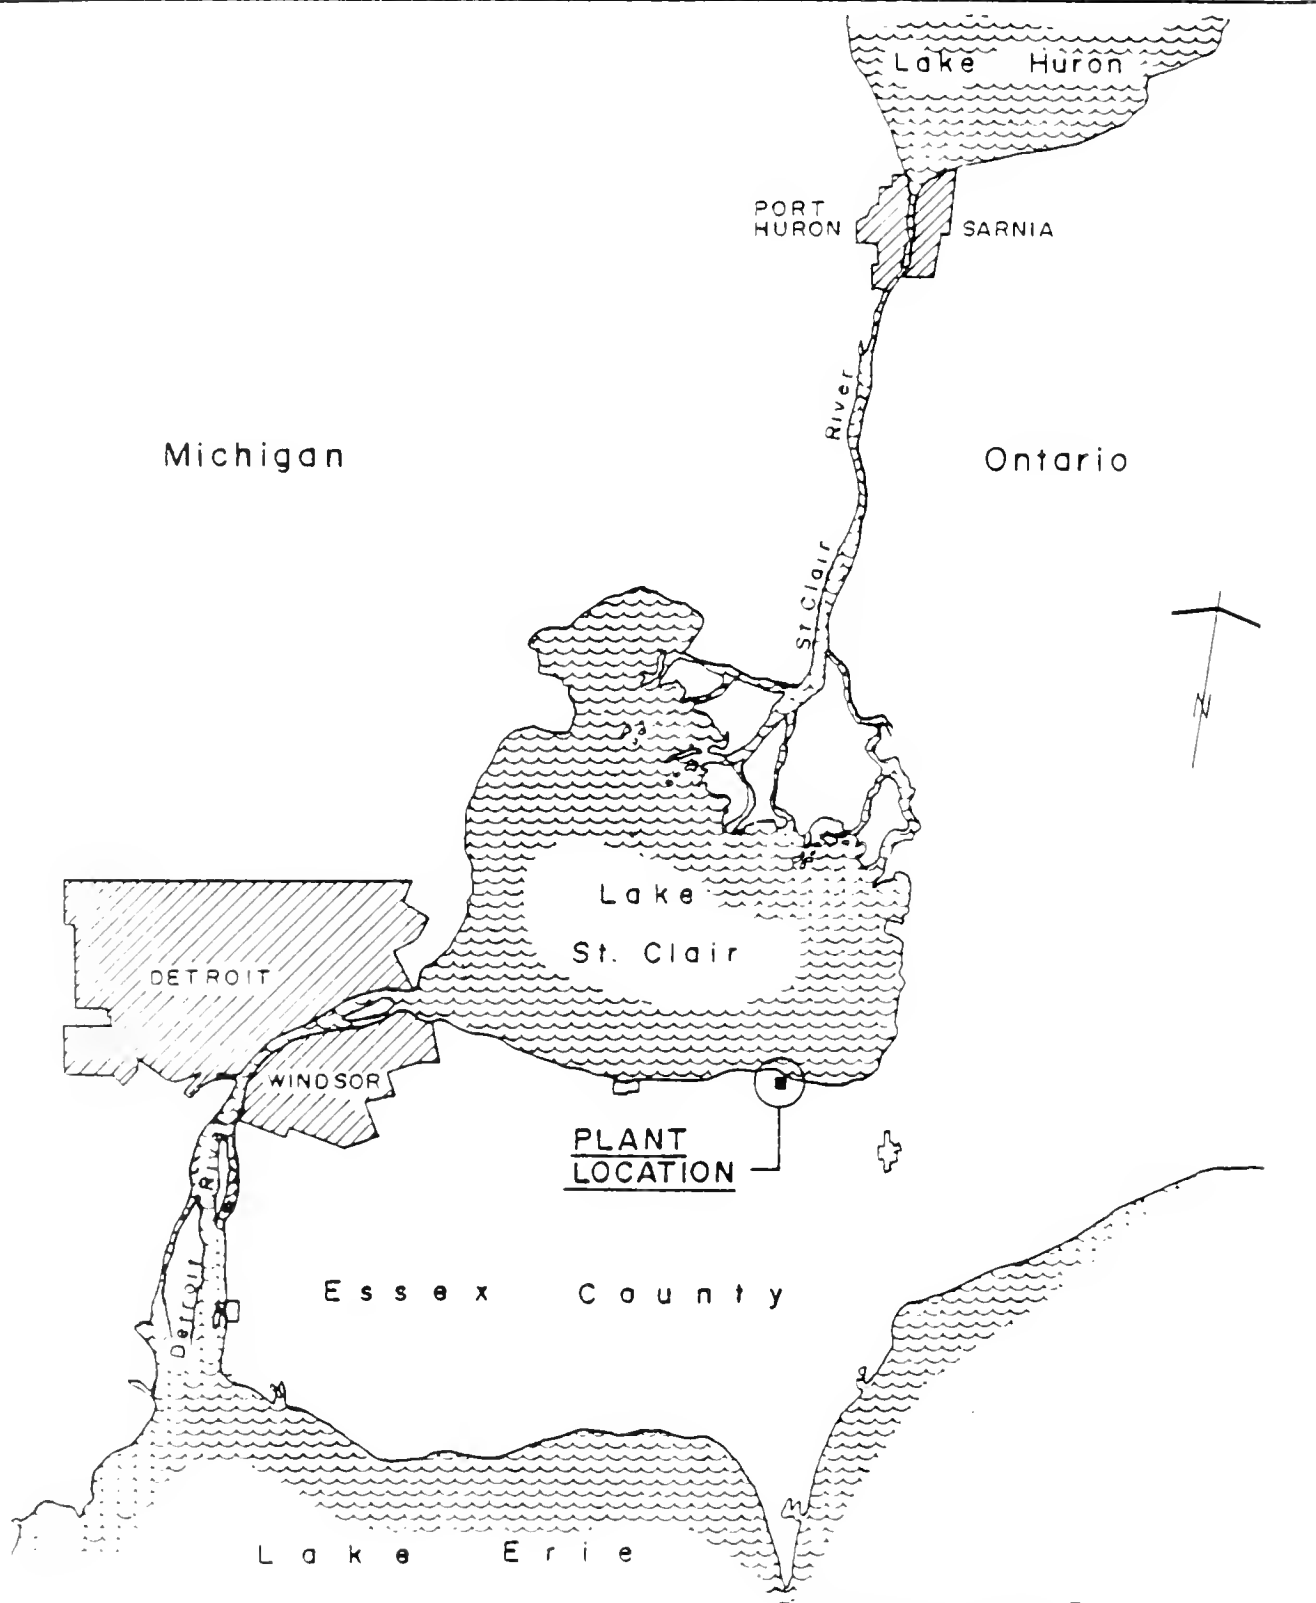 Lake Huron
PORT
HURON
SARNIA
River
Michigan
Ontario
St Clair
N
Lake
St. Clair
DETROIT
WINDSOR
PLANT
LOCATION
River
Detroit
Essex County
Lake Erie